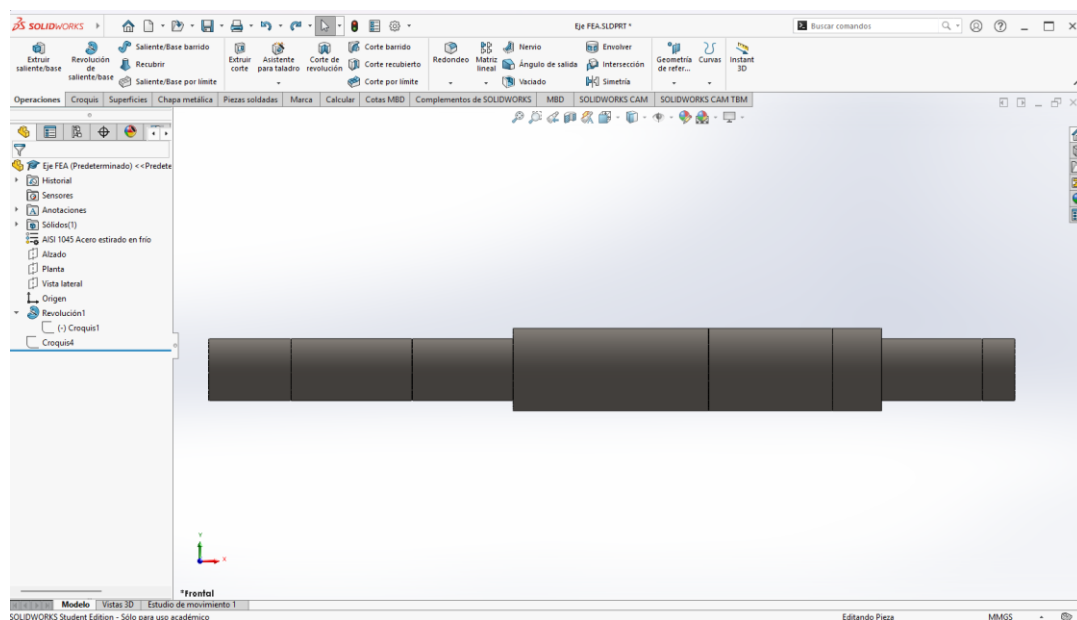 SOLIDWORKS
Eje FEA.SLDPRT *
Buscar comandos
Extruir saliente/base
Revolución de saliente/base
Saliente/Base barrido
Recubrir
Saliente/Base por límite
Extruir corte
Asistente para taladro
Corte de revolución
Corte barrido
Corte recubierto
Corte por límite
Redondeo
Matriz lineal
Nervio
Ángulo de salida
Vaciado
Envolver
Intersección
Simetría
Geometría de refer...
Curvas
Instant 3D
Operaciones Croquis Superficies Chapa metálica Piezas soldadas Marca Calcular Cotas MBD Complementos de SOLIDWORKS MBD SOLIDWORKS CAM SOLIDWORKS CAM TBM
Eje FEA (Predeterminado) <<Predete
Historial
Sensores
Anotaciones
Sólidos(1)
AISI 1045 Acero estirado en frío
Alzado
Planta
Vista lateral
Origen
Revolución1
(-) Croquis1
Croquis4
Y
X
*Frontal
Modelo Vistas 3D Estudio de movimiento 1
SOLIDWORKS Student Edition - Sólo para uso académico
Editando Pieza
MMGS